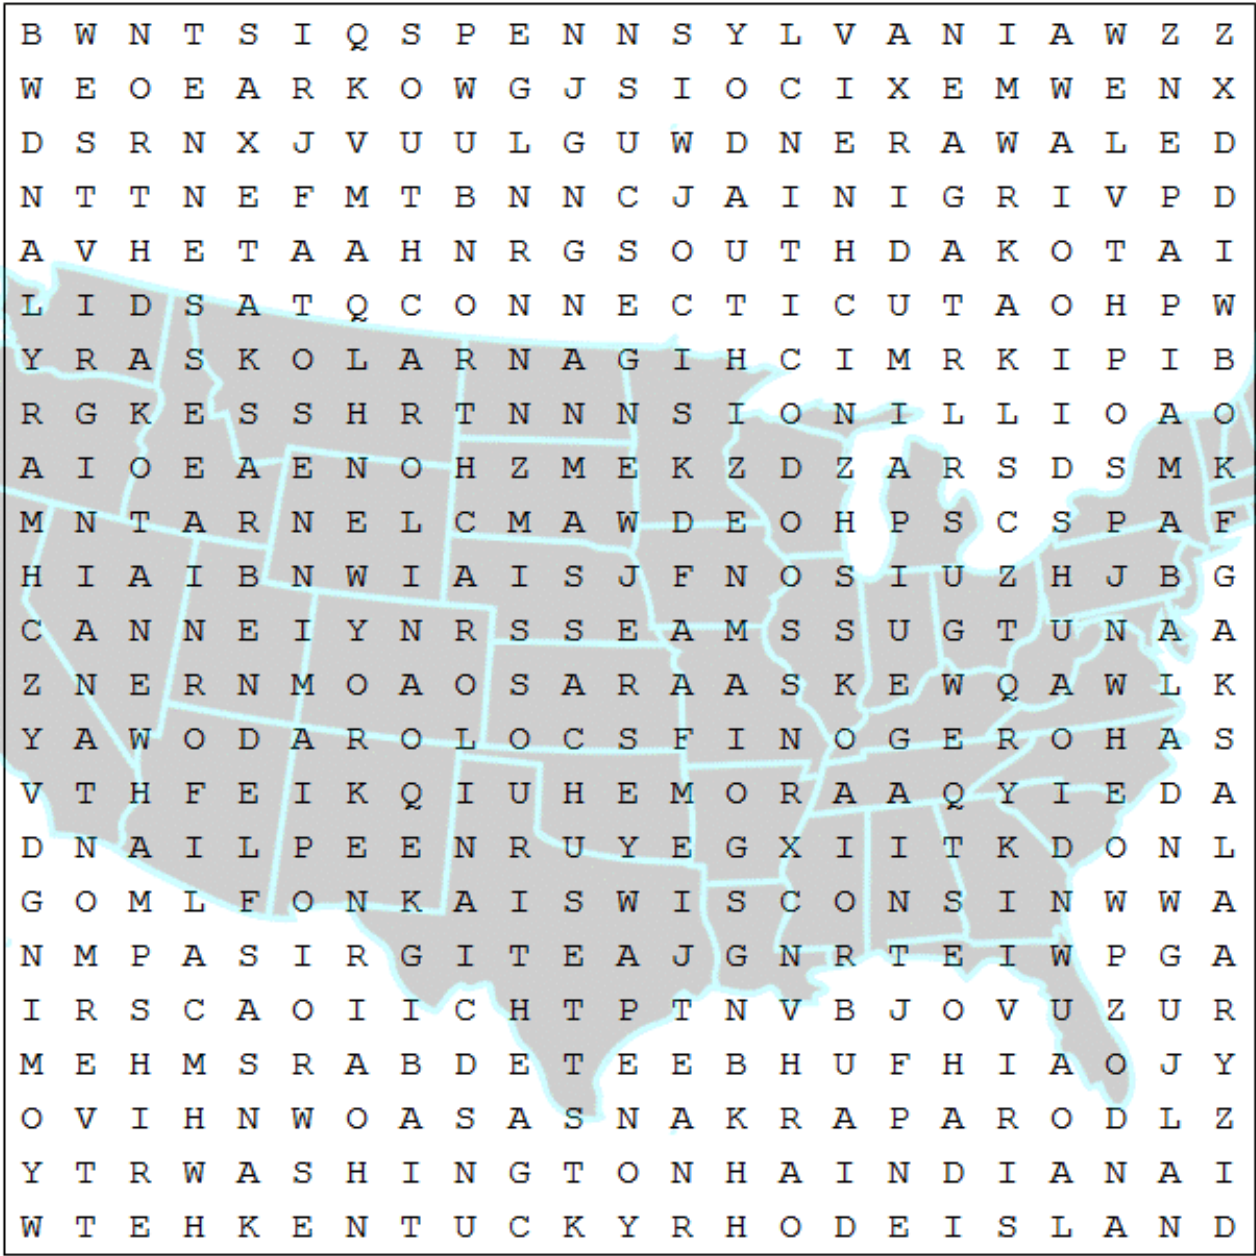 B W N T S I Q S P E N N S Y L V A N I A W Z Z
W E O E A R K O W G J S I O C I X E M W E N X
D S R N X J V U U L G U W D N E R A W A L E D
N T T N E F M T B N N C J A I N I G R I V P D
A V H E T A A H N R G S O U T H D A K O T A I
L I D S A T Q C O N N E C T I C U T A O H P W
Y R A S K O L A R N A G I H C I M R K I P I B
R G K E S S H R T N N N S I O N I L L I O A O
A I O E A E N O H Z M E K Z D Z A R S D S M K
M N T A R N E L C M A W D E O H P S C S P A F
H I A I B N W I A I S J F N O S I U Z H J B G
C A N N E I Y N R S S E A M S S U G T U N A A
Z N E R N M O A O S A R A A S K E W Q A W L K
Y A W O D A R O L O C S F I N O G E R O H A S
V T H F E I K Q I U H E M O R A A Q Y I E D A
D N A I L P E E N R U Y E G X I I T K D O N L
G O M L F O N K A I S W I S C O N S I N W W A
N M P A S I R G I T E A J G N R T E I W P G A
I R S C A O I I C H T P T N V B J O V U Z U R
M E H M S R A B D E T E E B H U F H I A O J Y
O V I H N W O A S A S N A K R A P A R O D L Z
Y T R W A S H I N G T O N H A I N D I A N A I
W T E H K E N T U C K Y R H O D E I S L A N D